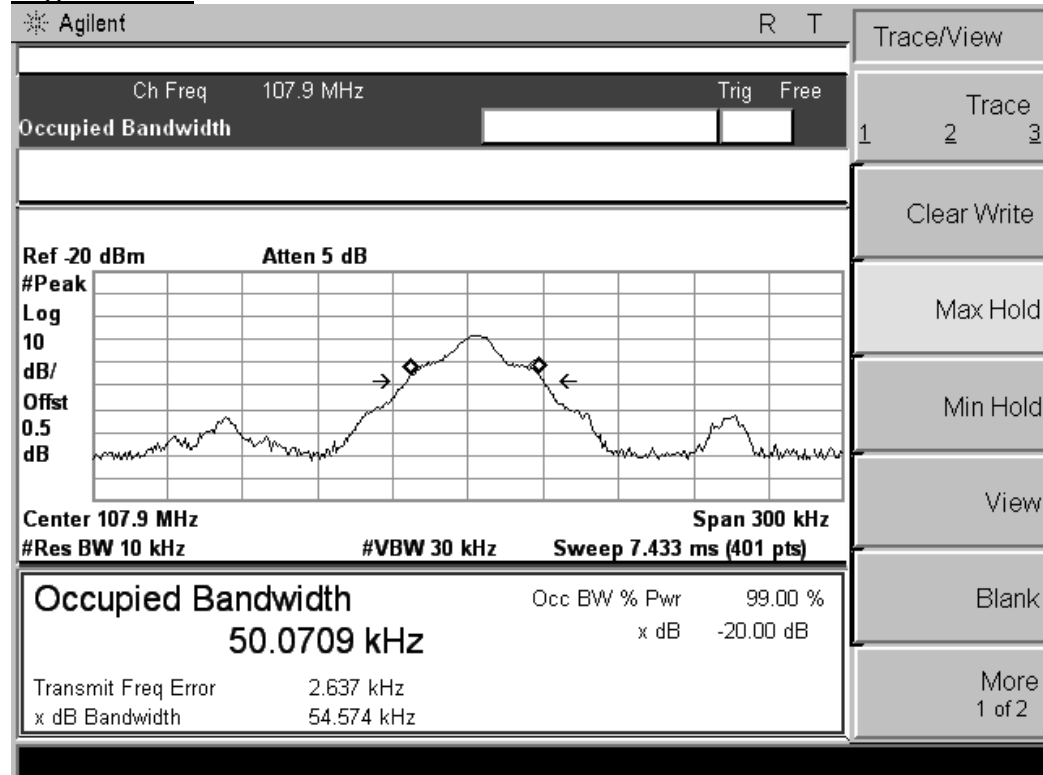 Agilent R T
Trace/View
Ch Freq 107.9 MHz Trig Free
Occupied Bandwidth
Trace
1 2 3
Clear Write
Ref -20 dBm Atten 5 dB
#Peak
Log
10
dB/
Offst
0.5
dB
Max Hold
Min Hold
Center 107.9 MHz Span 300 kHz
#Res BW 10 kHz #VBW 30 kHz Sweep 7.433 ms (401 pts)
View
Occupied Bandwidth
50.0709 kHz
Occ BW % Pwr 99.00 %
x dB -20.00 dB
Transmit Freq Error 2.637 kHz
x dB Bandwidth 54.574 kHz
Blank
More
1 of 2